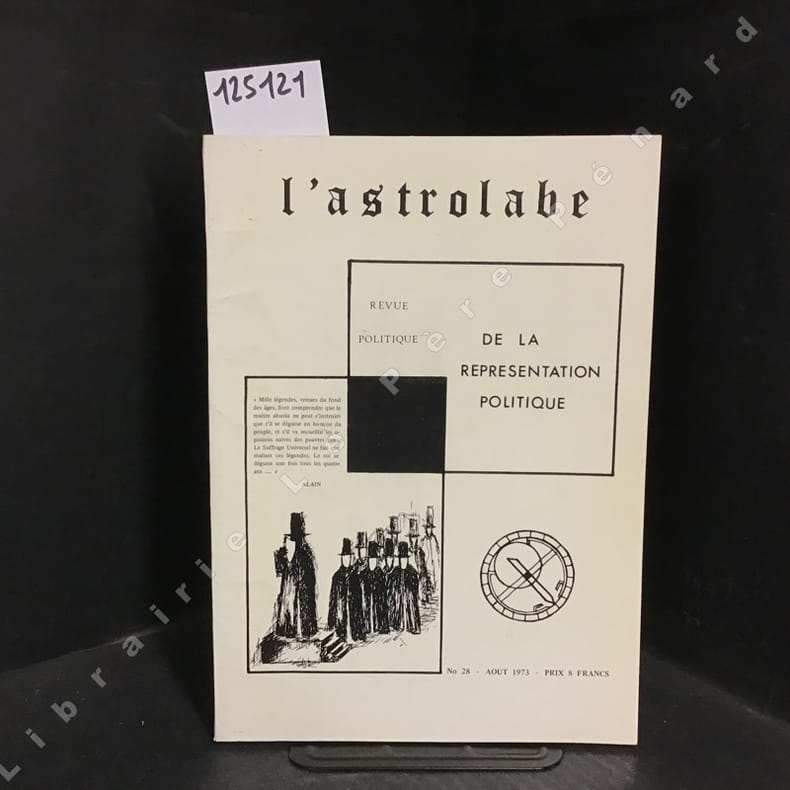 125121
l'astrolabe
REVUE
POLITIQUE
DE LA
REPRESENTATION
POLITIQUE
« Mille légendes, venues du fond
des âges, font comprendre que le
maître absolu ne peut s'instruire
que s'il se déguise en homme du
peuple, et s'il va recueillir les o-
pinions naïves des pauvres gens.
Le Suffrage Universel ne fait que
réaliser ces légendes. Le roi se
déguise une fois tous les quatre
ans .... »
ALAIN
No 28 - AOUT 1973 - PRIX 8 FRANCS
Librairie Le Père Pénard